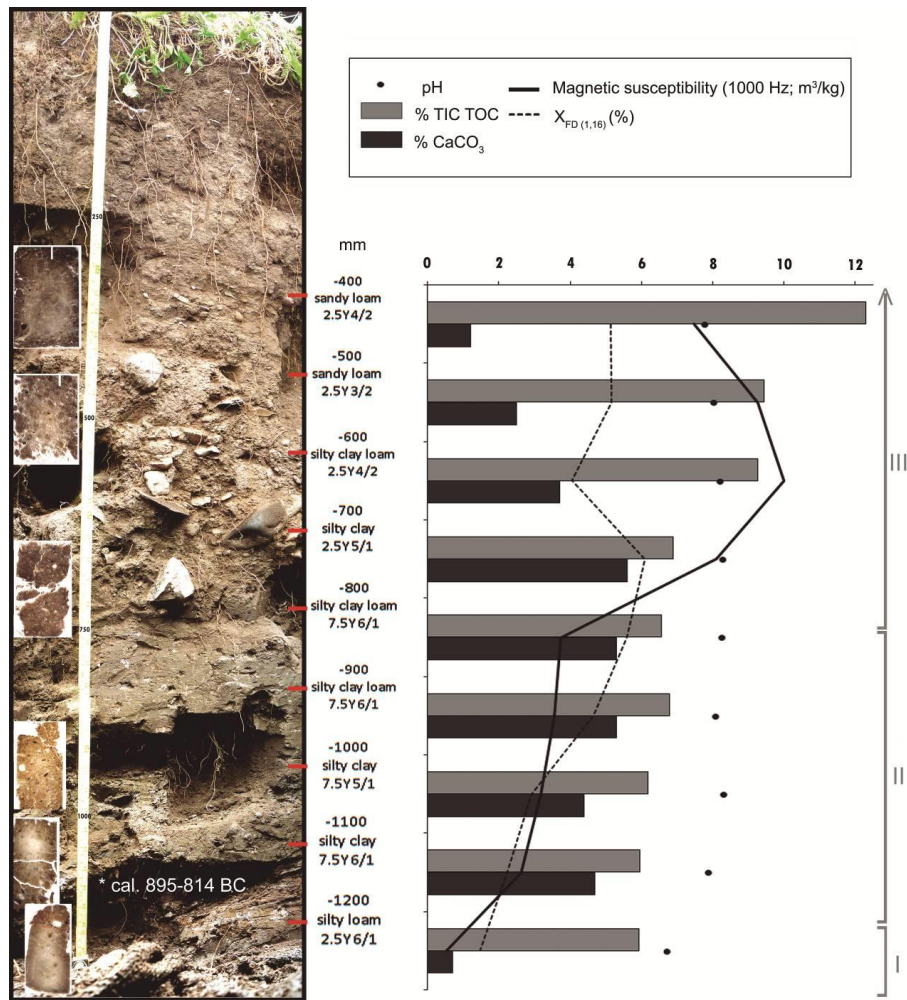 pH
Magnetic susceptibility (1000 Hz; m³/kg)
% TIC TOC
X_FD (1,16) (%)
% CaCO₃
mm
0 2 4 6 8 10 12
-400
sandy loam
2.5Y4/2
-500
sandy loam
2.5Y3/2
-600
silty clay loam
2.5Y4/2
-700
silty clay
2.5Y5/1
-800
silty clay loam
7.5Y6/1
-900
silty clay loam
7.5Y6/1
-1000
silty clay
7.5Y5/1
-1100
silty clay
7.5Y6/1
-1200
silty loam
2.5Y6/1
III
II
I
250
500
750
1000
* cal. 895-814 BC